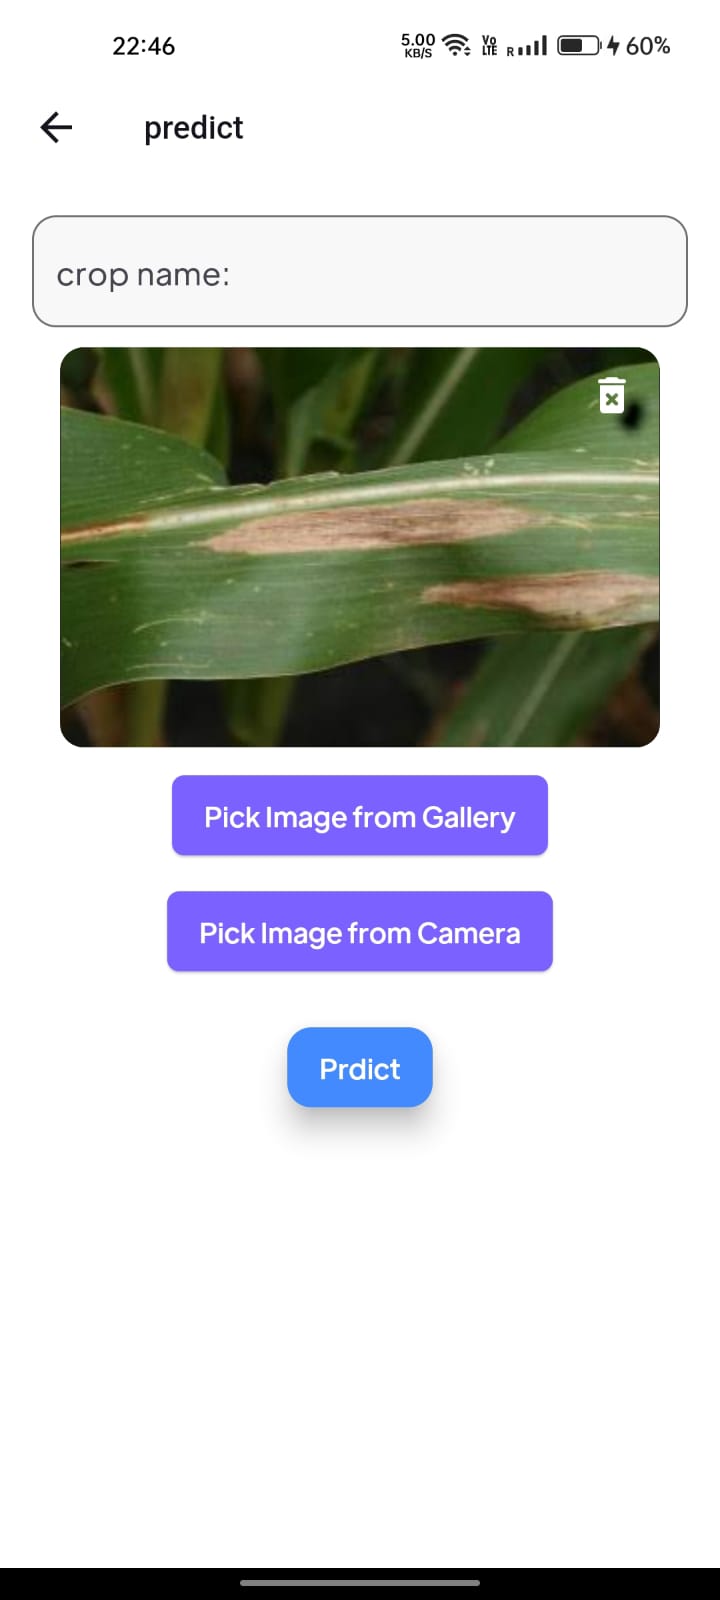 22:46 5.00 KB/S Vo LTE R 60%
predict
crop name:
Pick Image from Gallery
Pick Image from Camera
Prdict